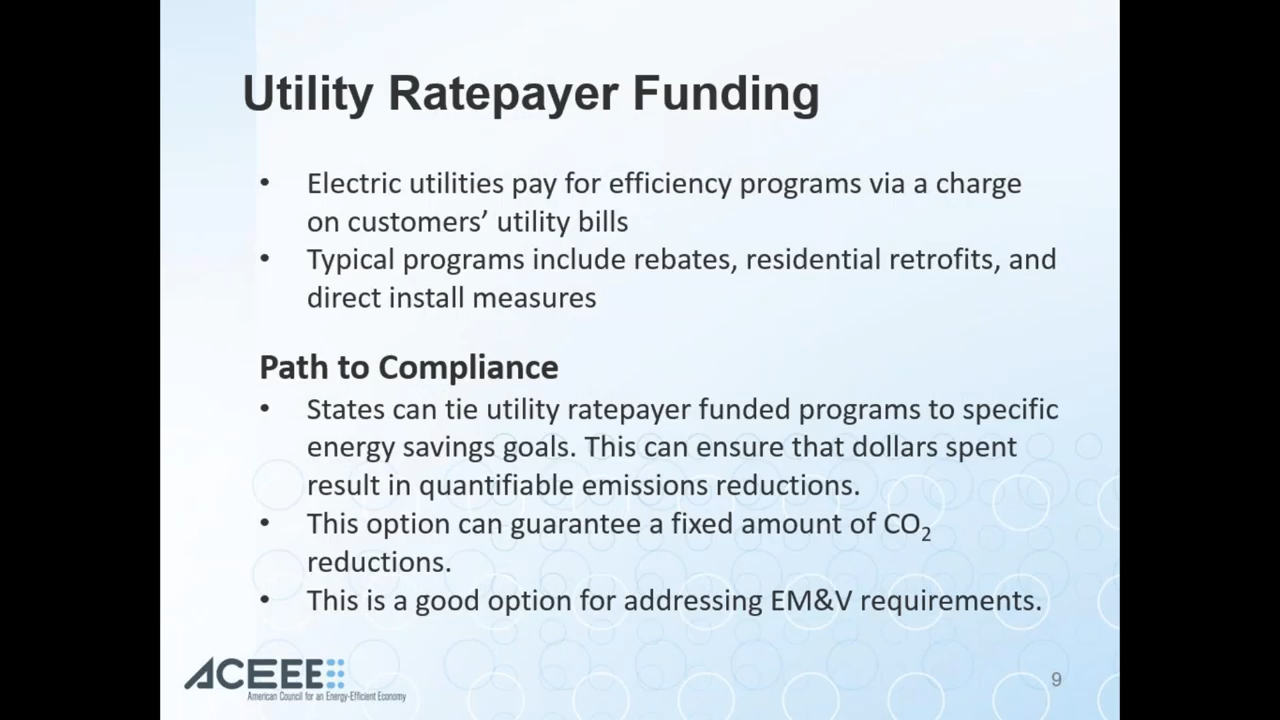 Utility Ratepayer Funding
• Electric utilities pay for efficiency programs via a charge
on customers’ utility bills
• Typical programs include rebates, residential retrofits, and
direct install measures
Path to Compliance
• States can tie utility ratepayer funded programs to specific
energy savings goals. This can ensure that dollars spent
result in quantifiable emissions reductions.
• This option can guarantee a fixed amount of CO₂
reductions.
• This is a good option for addressing EM&V requirements.
ACEEE
American Council for an Energy-Efficient Economy
9